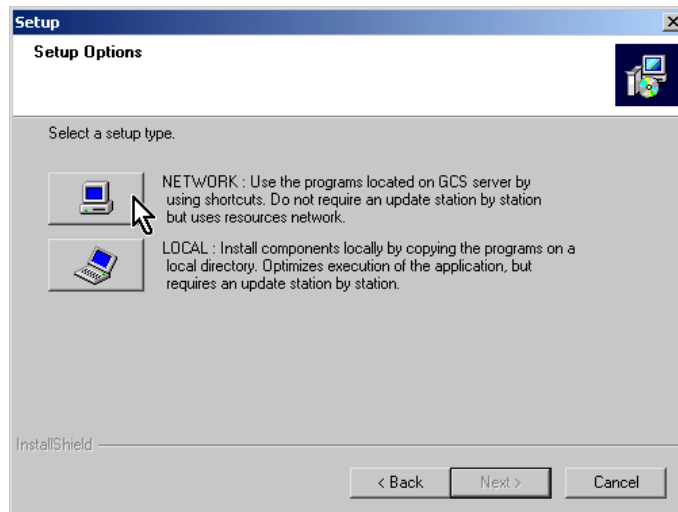 Setup
Setup Options
Select a setup type.
NETWORK : Use the programs located on GCS server by
using shortcuts. Do not require an update station by station
but uses resources network.
LOCAL : Install components locally by copying the programs on a
local directory. Optimizes execution of the application, but
requires an update station by station.
InstallShield
< Back Next > Cancel